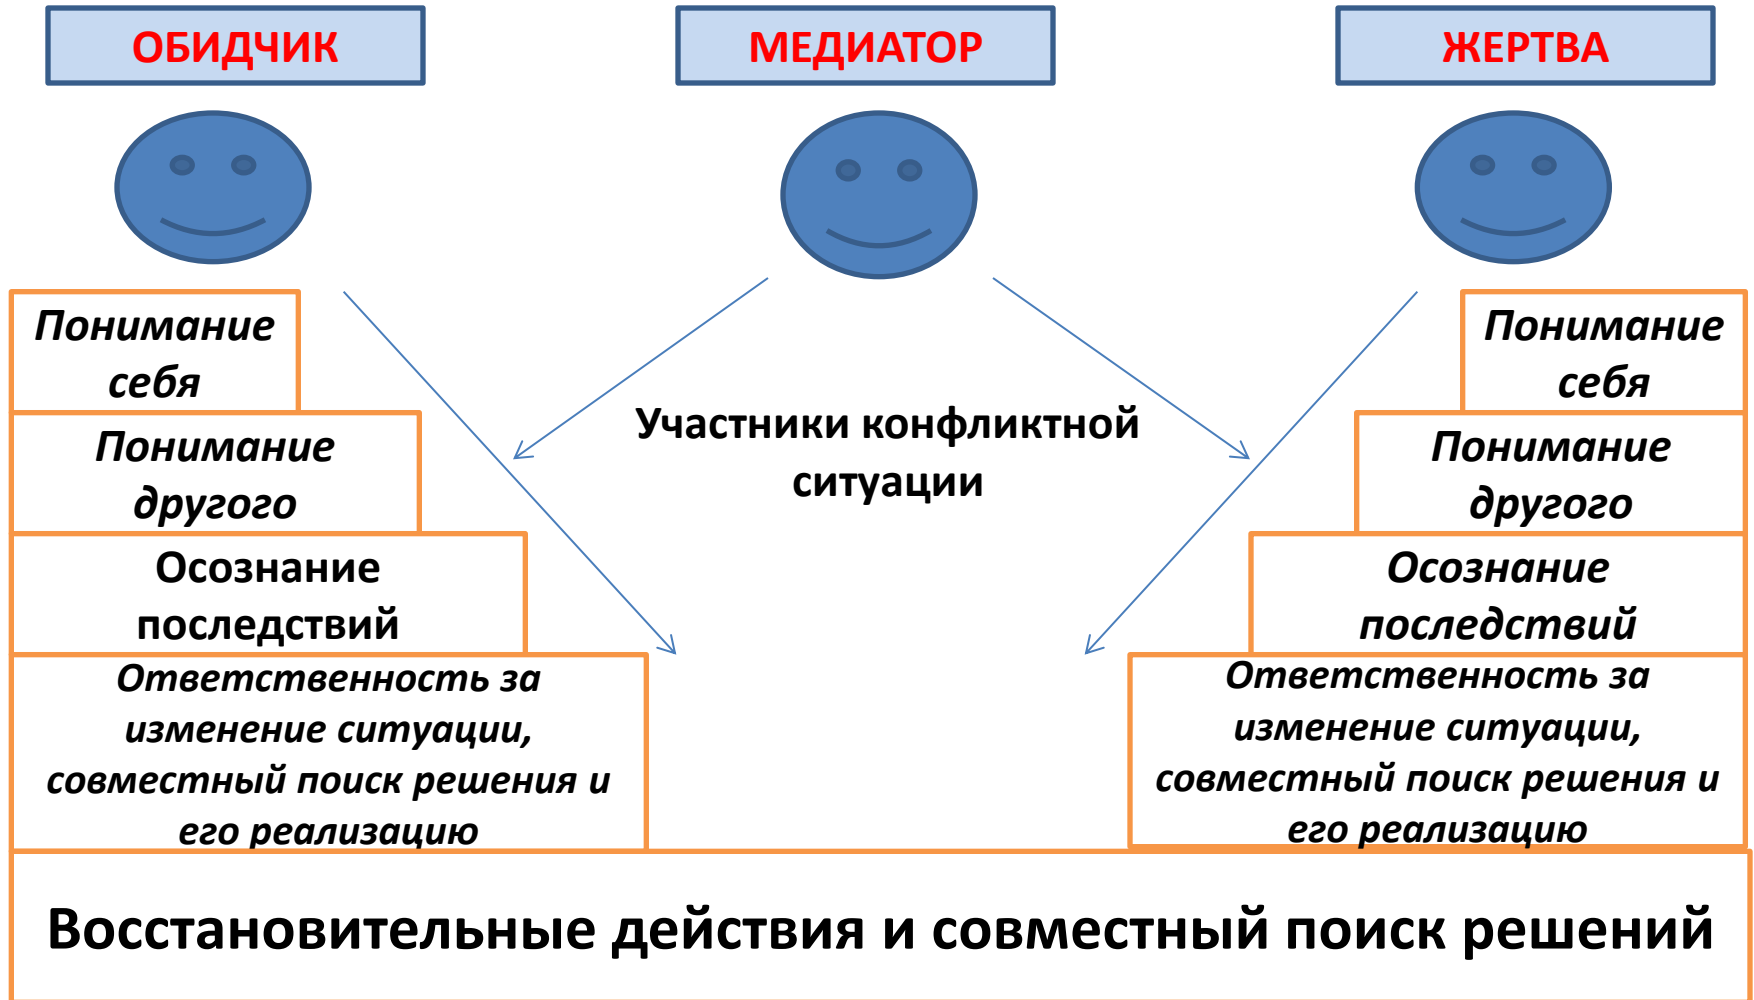 ОБИДЧИК
МЕДИАТОР
ЖЕРТВА
Понимание
себя
Понимание
другого
Осознание
последствий
Ответственность за
изменение ситуации,
совместный поиск решения и
его реализацию
Участники конфликтной
ситуации
Понимание
себя
Понимание
другого
Осознание
последствий
Ответственность за
изменение ситуации,
совместный поиск решения и
его реализацию
Восстановительные действия и совместный поиск решений